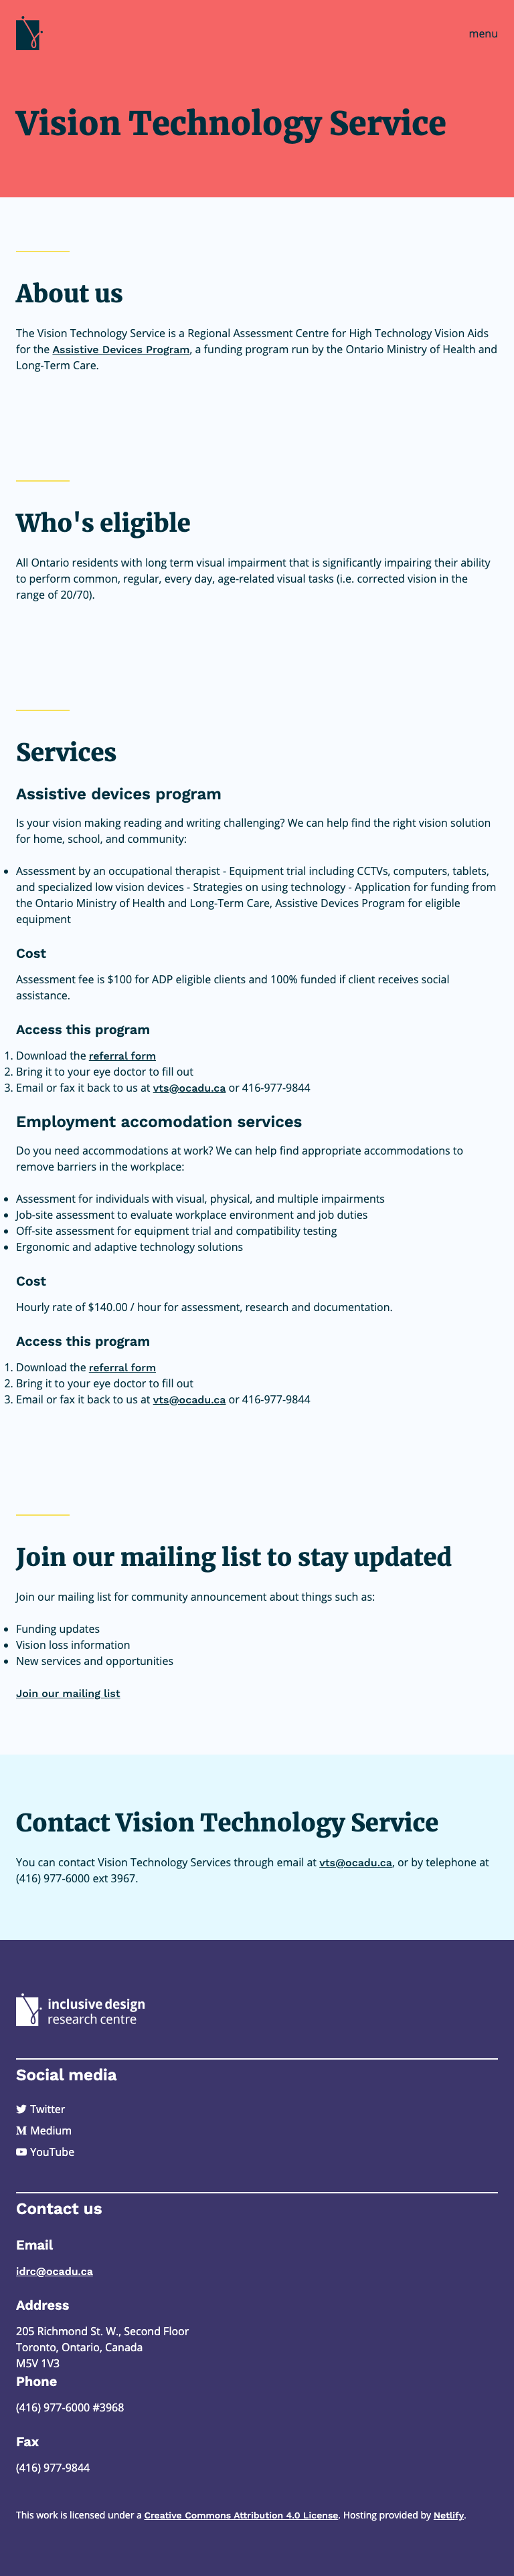 menu
Vision Technology Service
About us
The Vision Technology Service is a Regional Assessment Centre for High Technology Vision Aids
for the Assistive Devices Program, a funding program run by the Ontario Ministry of Health and
Long-Term Care.
Who's eligible
All Ontario residents with long term visual impairment that is significantly impairing their ability
to perform common, regular, every day, age-related visual tasks (i.e. corrected vision in the
range of 20/70).
Services
Assistive devices program
Is your vision making reading and writing challenging? We can help find the right vision solution
for home, school, and community:
• Assessment by an occupational therapist - Equipment trial including CCTVs, computers, tablets,
and specialized low vision devices - Strategies on using technology - Application for funding from
the Ontario Ministry of Health and Long-Term Care, Assistive Devices Program for eligible
equipment
Cost
Assessment fee is $100 for ADP eligible clients and 100% funded if client receives social
assistance.
Access this program
1. Download the referral form
2. Bring it to your eye doctor to fill out
3. Email or fax it back to us at vts@ocadu.ca or 416-977-9844
Employment accomodation services
Do you need accommodations at work? We can help find appropriate accommodations to
remove barriers in the workplace:
• Assessment for individuals with visual, physical, and multiple impairments
• Job-site assessment to evaluate workplace environment and job duties
• Off-site assessment for equipment trial and compatibility testing
• Ergonomic and adaptive technology solutions
Cost
Hourly rate of $140.00 / hour for assessment, research and documentation.
Access this program
1. Download the referral form
2. Bring it to your eye doctor to fill out
3. Email or fax it back to us at vts@ocadu.ca or 416-977-9844
Join our mailing list to stay updated
Join our mailing list for community announcement about things such as:
• Funding updates
• Vision loss information
• New services and opportunities
Join our mailing list
Contact Vision Technology Service
You can contact Vision Technology Services through email at vts@ocadu.ca, or by telephone at
(416) 977-6000 ext 3967.
inclusive design
research centre
Social media
Twitter
Medium
YouTube
Contact us
Email
idrc@ocadu.ca
Address
205 Richmond St. W., Second Floor
Toronto, Ontario, Canada
M5V 1V3
Phone
(416) 977-6000 #3968
Fax
(416) 977-9844
This work is licensed under a Creative Commons Attribution 4.0 License. Hosting provided by Netlify.